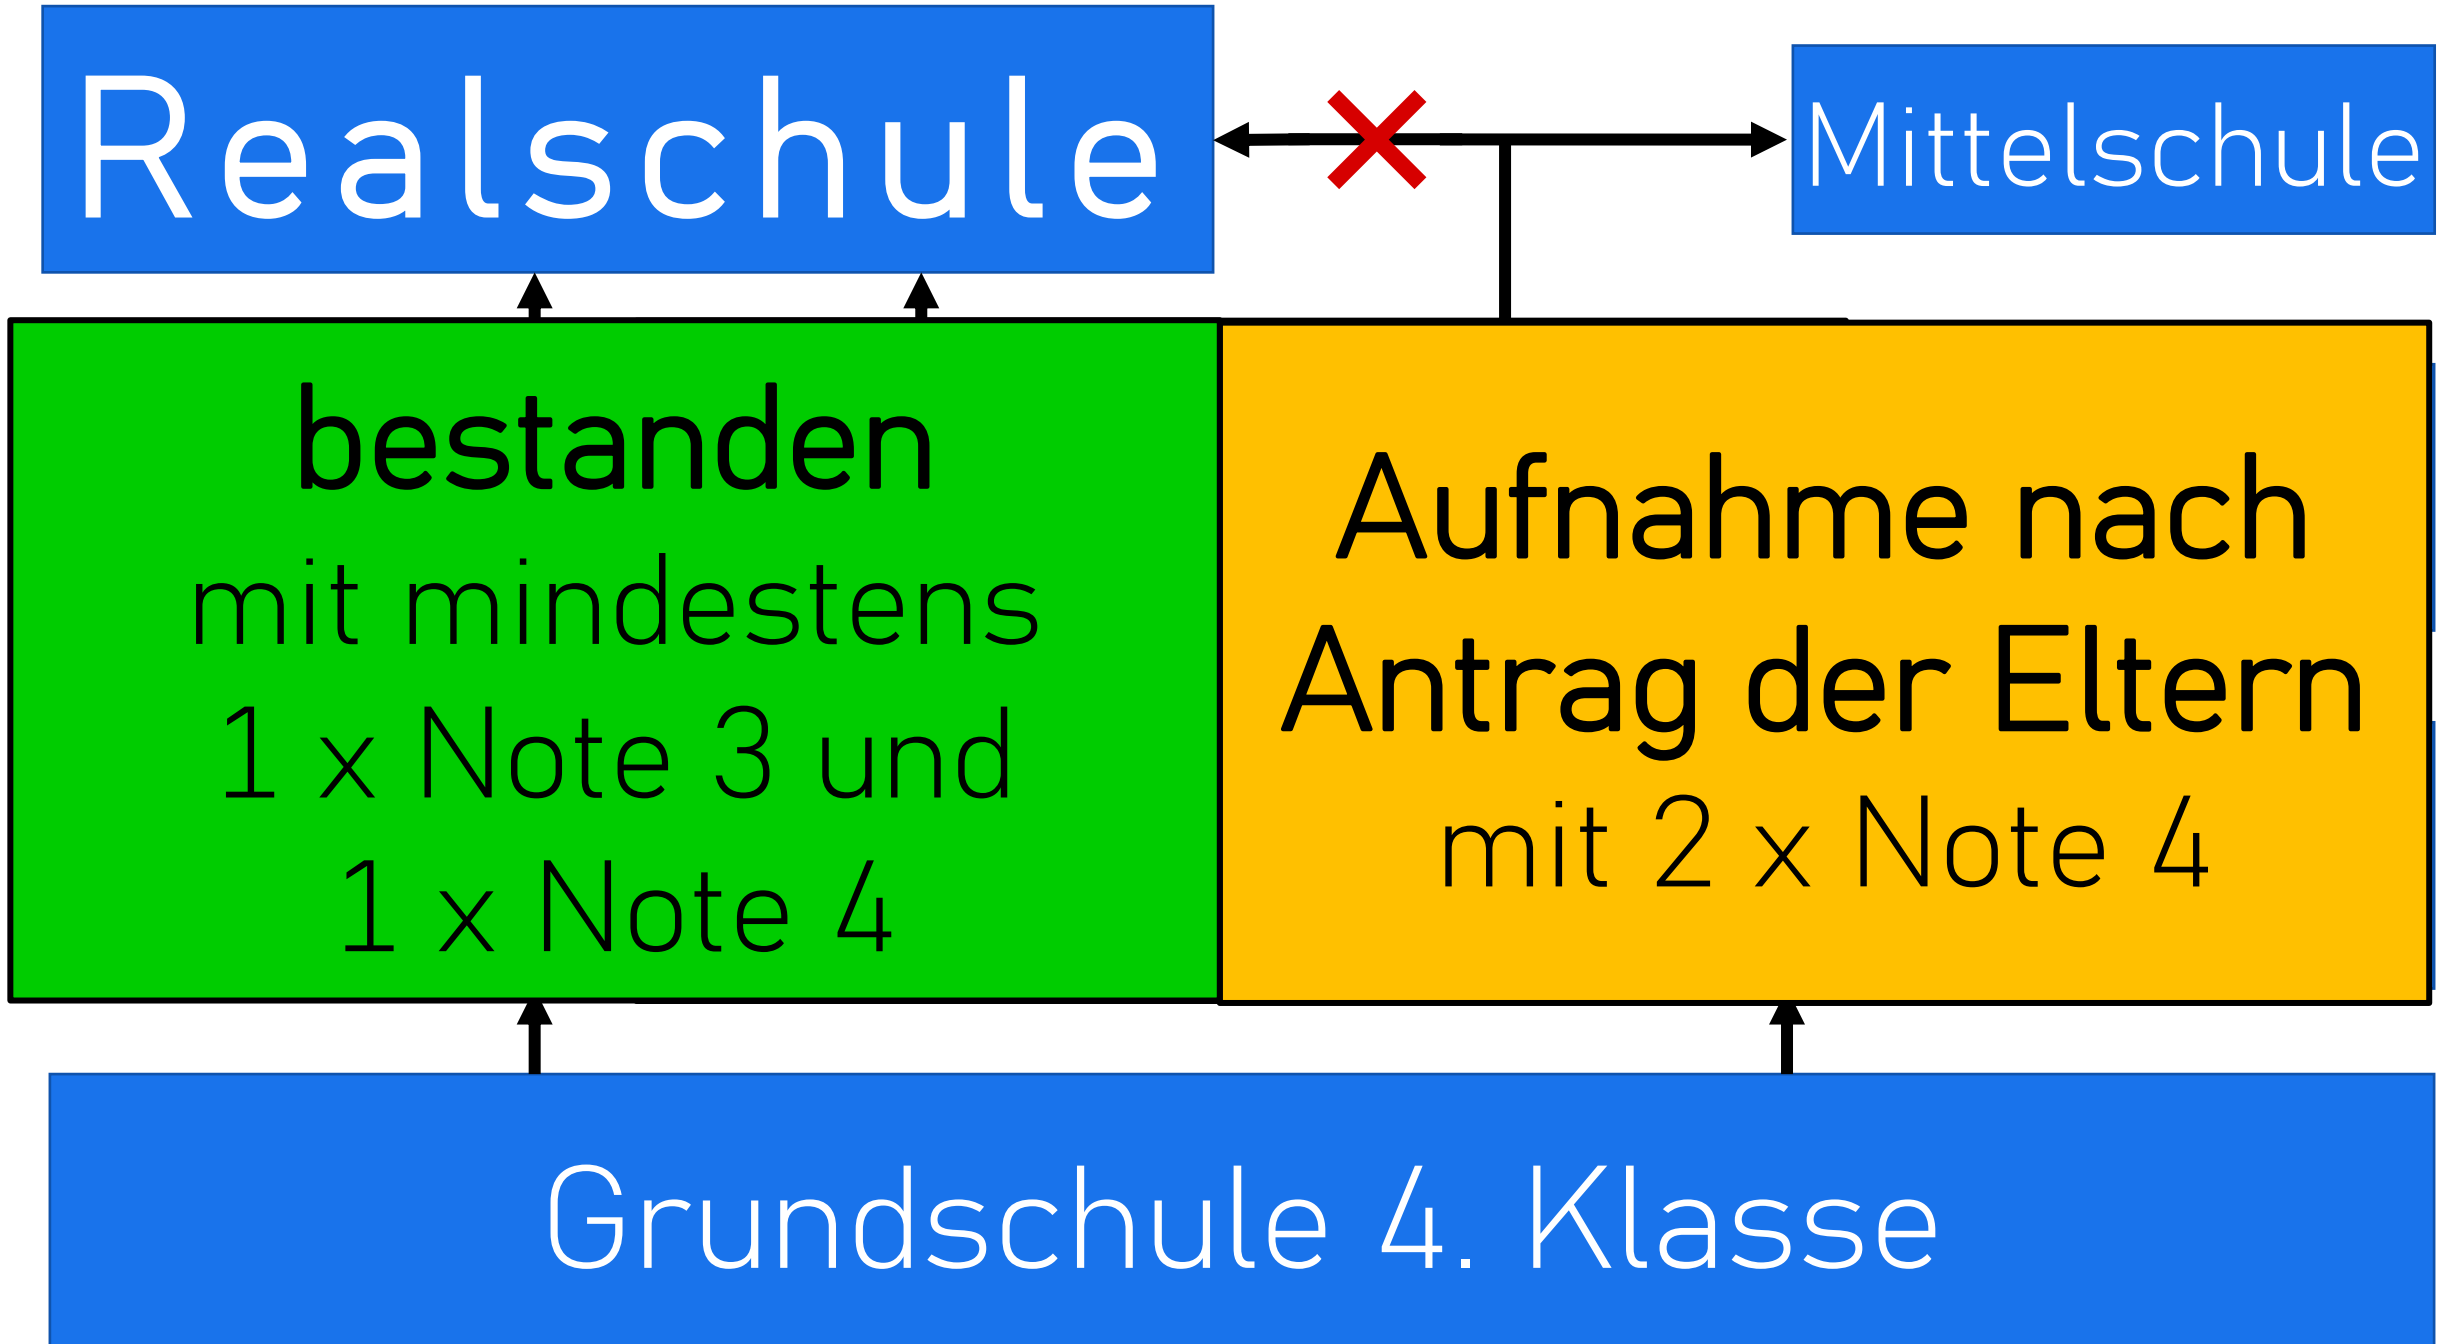 Realschule
Mittelschule
bestanden
mit mindestens
1 x Note 3 und
1 x Note 4
Aufnahme nach
Antrag der Eltern
mit 2 x Note 4
Grundschule 4. Klasse